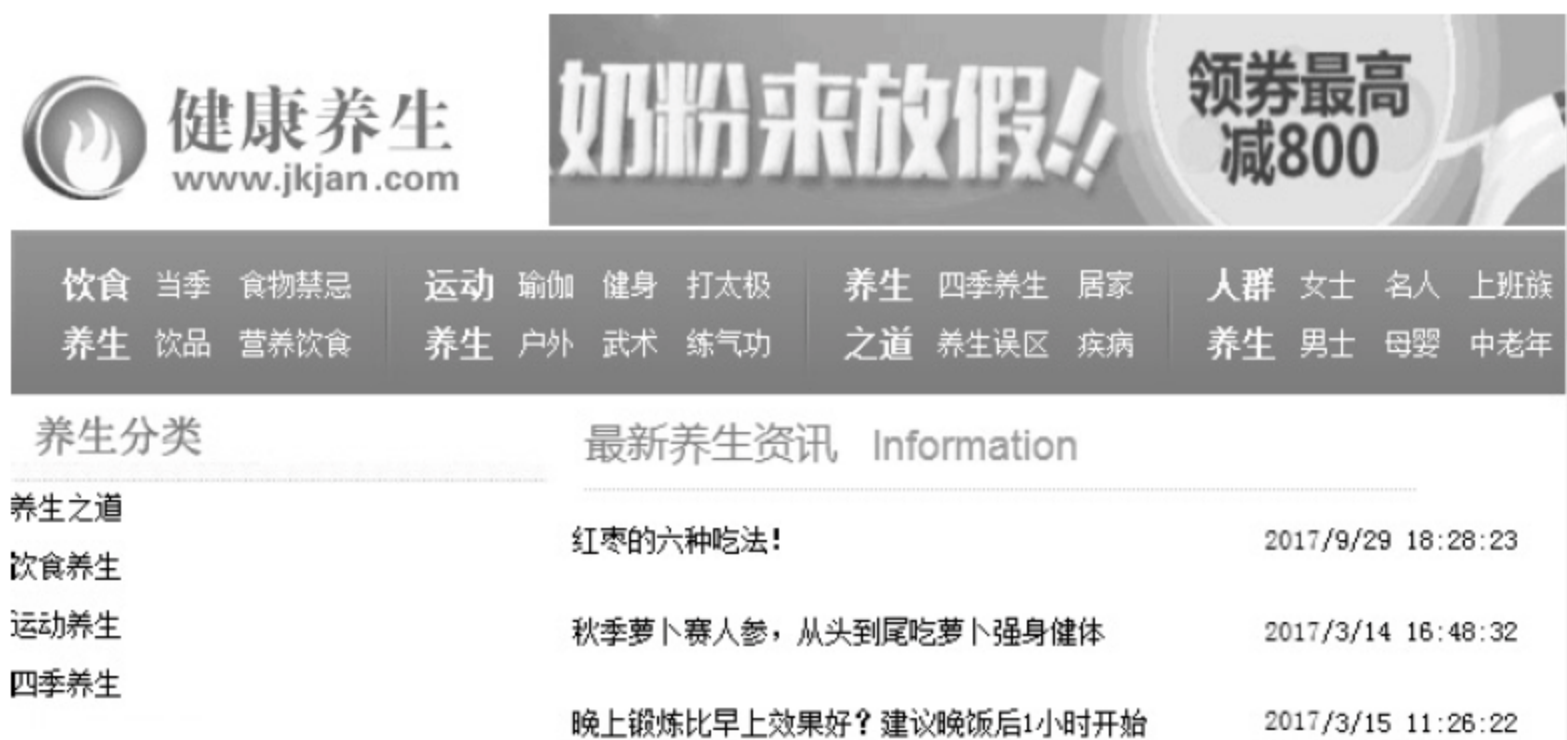 健康养生
www.jkjan.com
奶粉来放假!!
领券最高
减800
饮食 当季 食物禁忌 运动 瑜伽 健身 打太极 养生 四季养生 居家 人群 女士 名人 上班族
养生 饮品 营养饮食 养生 户外 武术 练气功 之道 养生误区 疾病 养生 男士 母婴 中老年
养生分类
最新养生资讯 Information
养生之道
饮食养生
运动养生
四季养生
红枣的六种吃法! 2017/9/29 18:28:23
秋季萝卜赛人参，从头到尾吃萝卜强身健体 2017/3/14 16:48:32
晚上锻炼比早上效果好？建议晚饭后1小时开始 2017/3/15 11:26:22